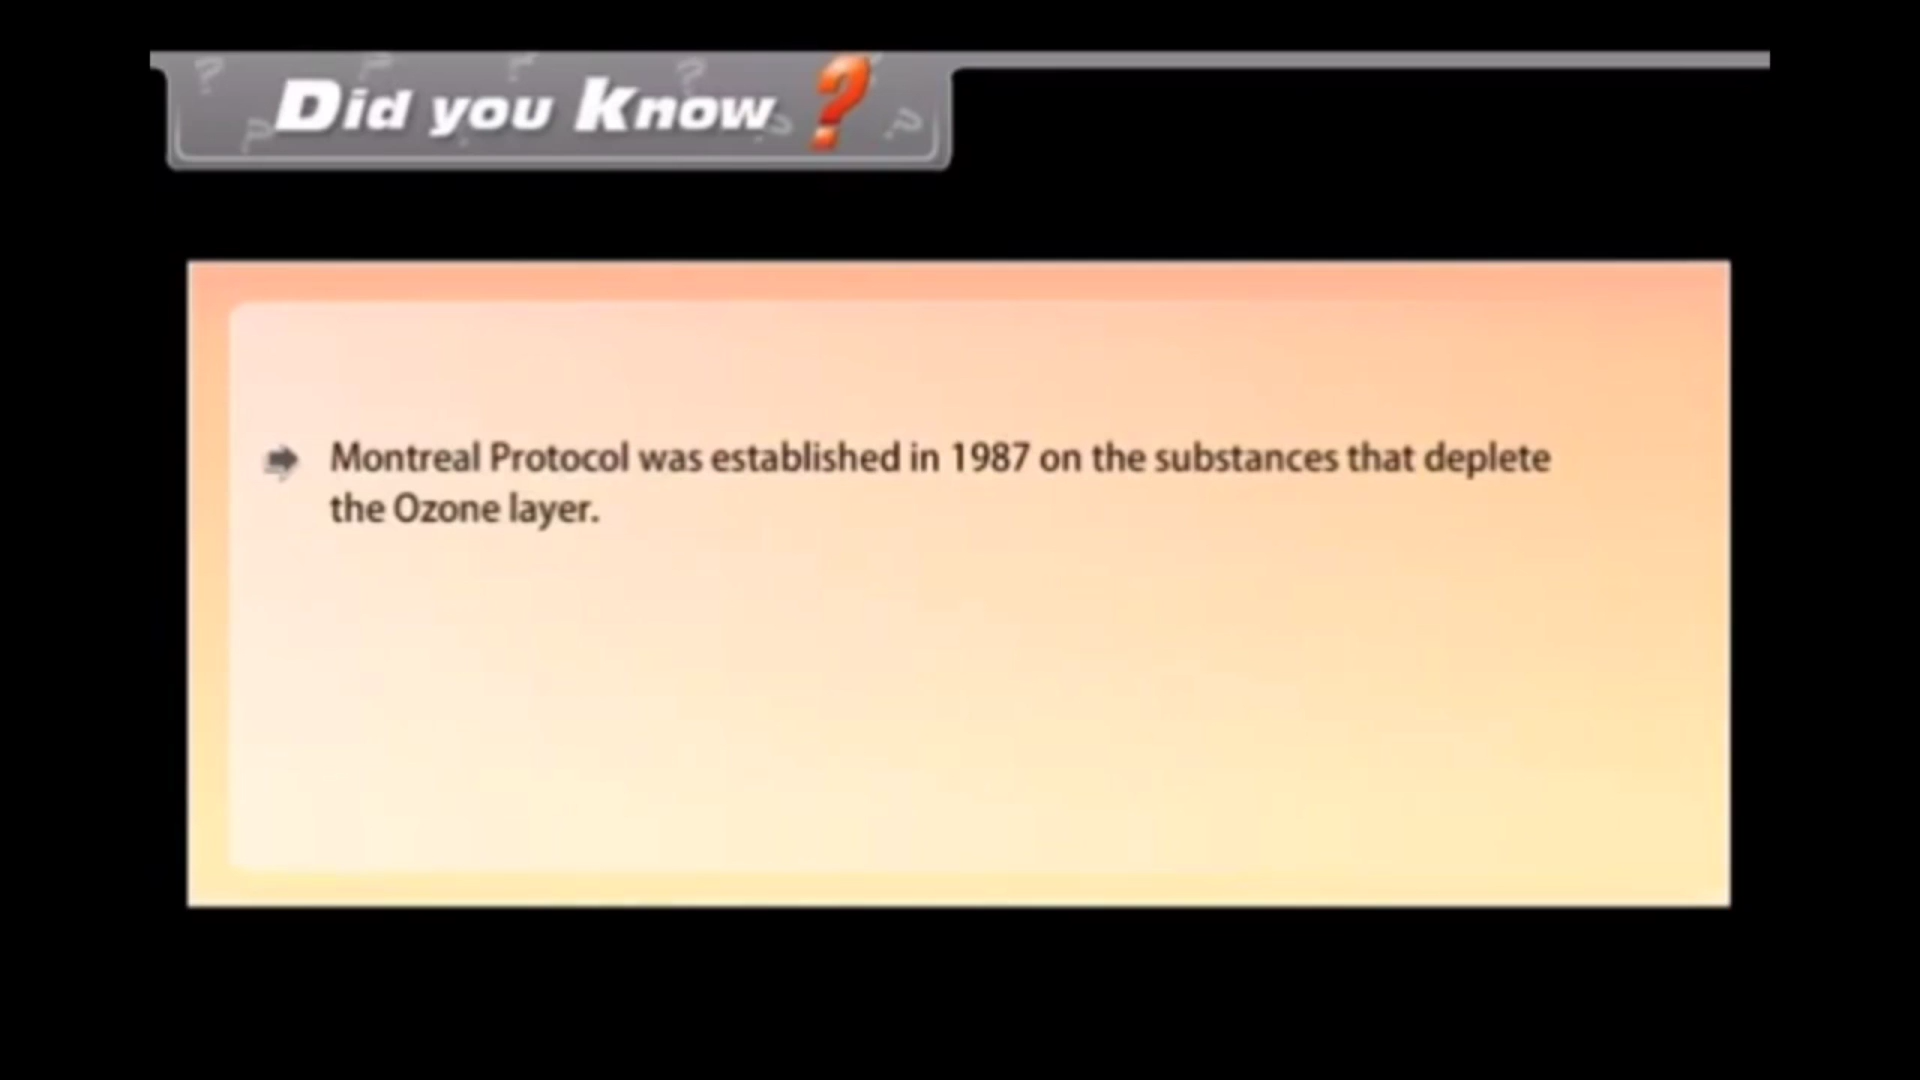 Did you Know ?
Montreal Protocol was established in 1987 on the substances that deplete
the Ozone layer.